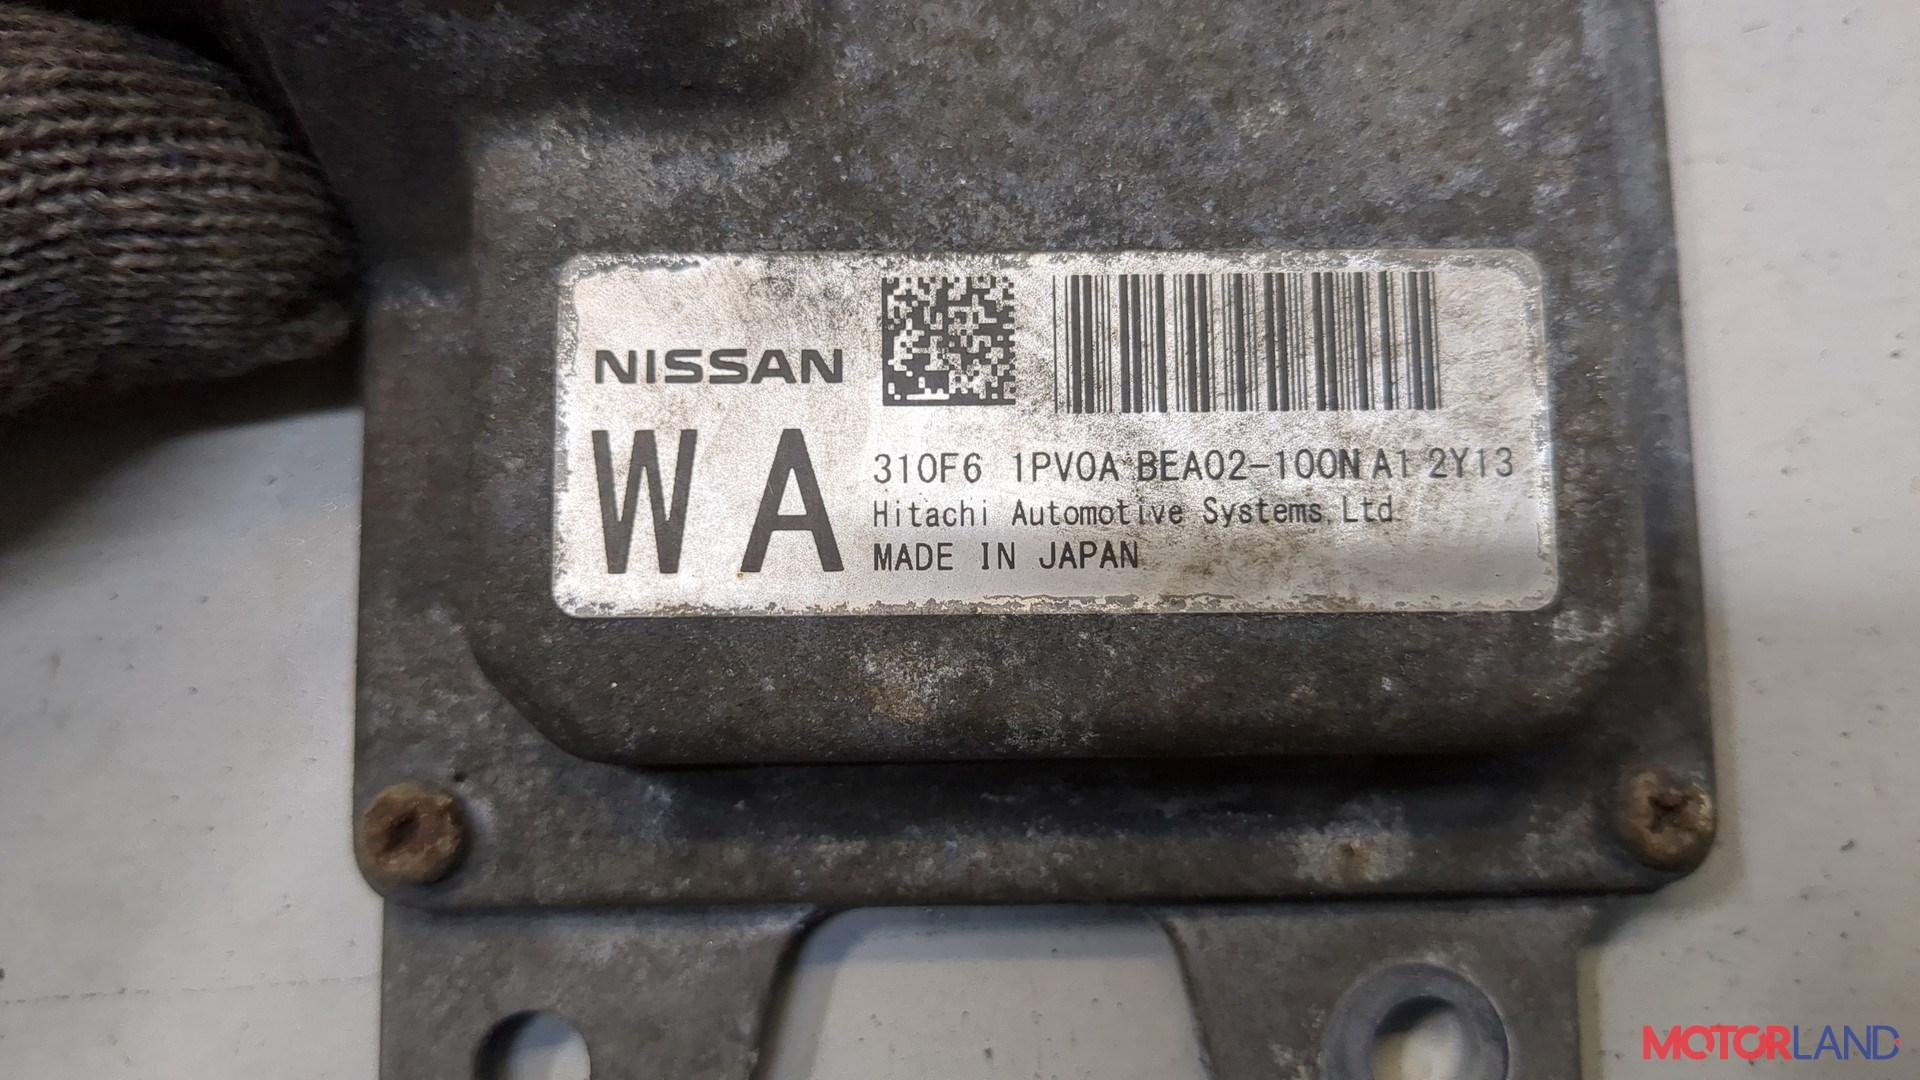 NISSAN
WA
310F6 1PV0A BEA02-100N A1 2Y13
Hitachi Automotive Systems,Ltd.
MADE IN JAPAN
MOTORLAND